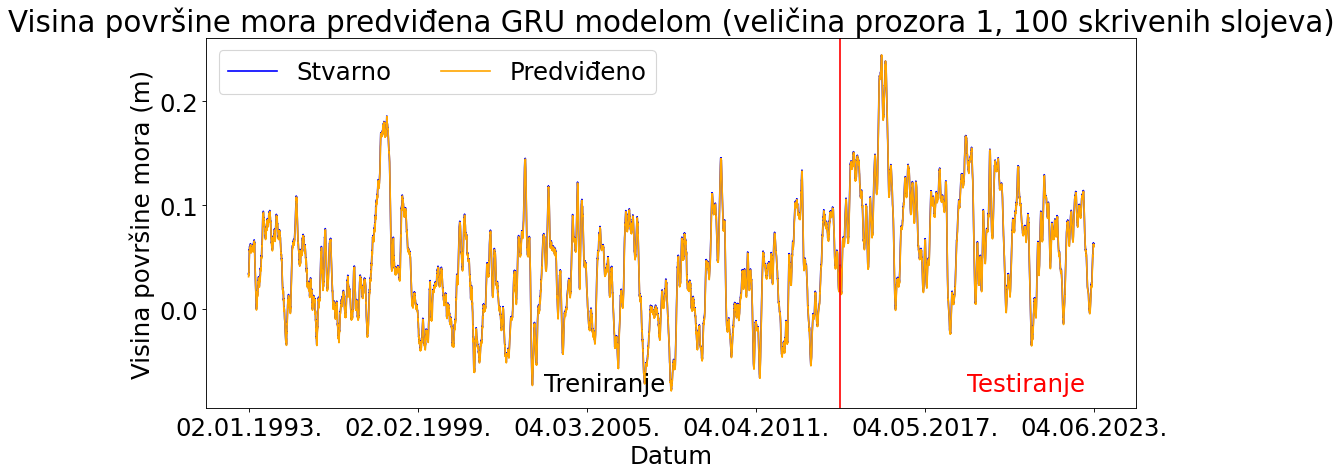 Visina površine mora predviđena GRU modelom (veličina prozora 1, 100 skrivenih slojeva)
Stvarno
Predviđeno
Visina površine mora (m)
0.2
0.1
0.0
Treniranje
Testiranje
02.01.1993.
02.02.1999.
04.03.2005.
04.04.2011.
04.05.2017.
04.06.2023.
Datum